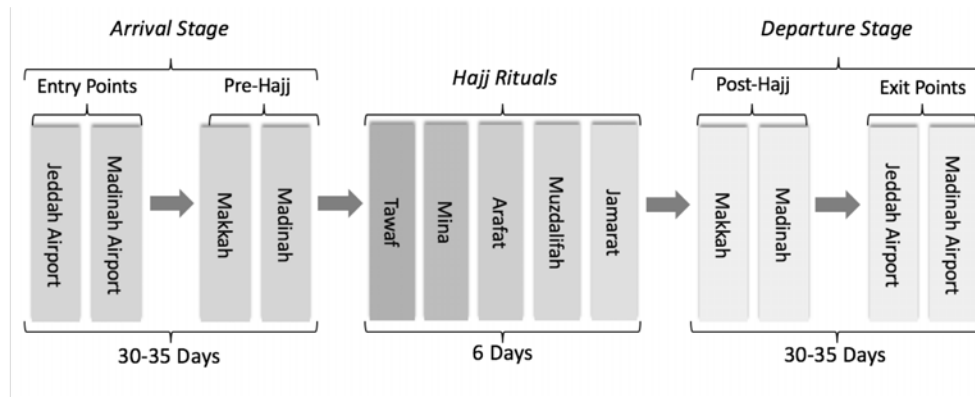 Arrival Stage
Departure Stage
Hajj Rituals
Entry Points
Pre-Hajj
Post-Hajj
Exit Points
Jeddah Airport
Madinah Airport
Makkah
Madinah
Tawaf
Mina
Arafat
Muzdalifah
Jamarat
Makkah
Madinah
Jeddah Airport
Madinah Airport
30-35 Days
6 Days
30-35 Days